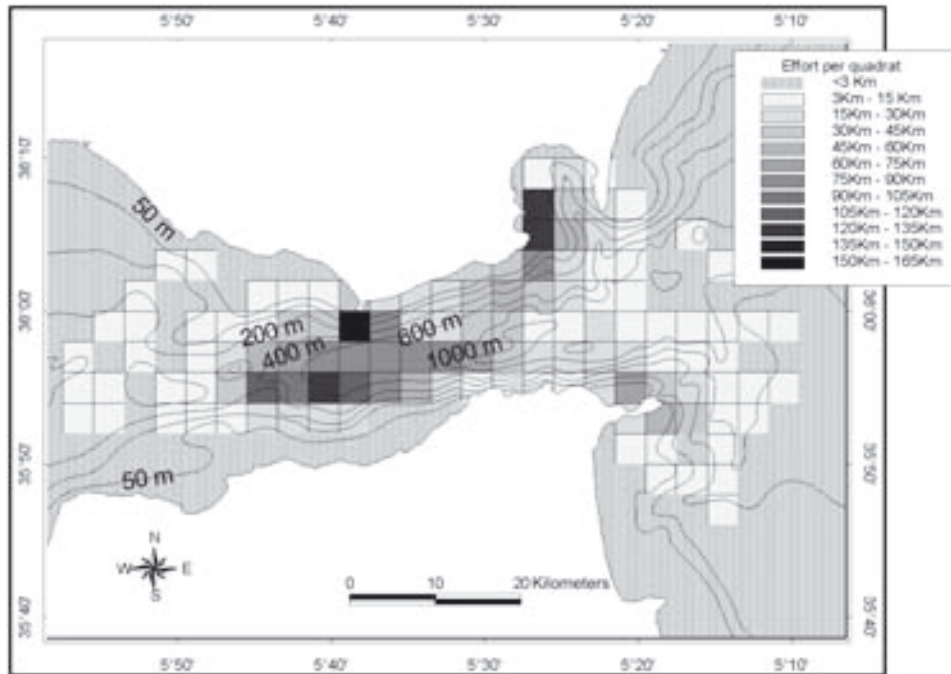 5°50' 5°40' 5°30' 5°20' 5°10'
Effort per quadrat
<3 Km
3Km - 15 Km
15Km - 30Km
30Km - 45Km
45Km - 60Km
60Km - 75Km
75Km - 90Km
90Km - 105Km
105Km - 120Km
120Km - 135Km
135Km - 150Km
150Km - 165Km
36°10'
50 m
36°00' 36°00'
200 m
600 m
400 m
1000 m
35°50' 35°50'
50 m
N
W E
S
0 10 20 Kilometers
35°40' 35°40'
5°50' 5°40' 5°30' 5°20' 5°10'